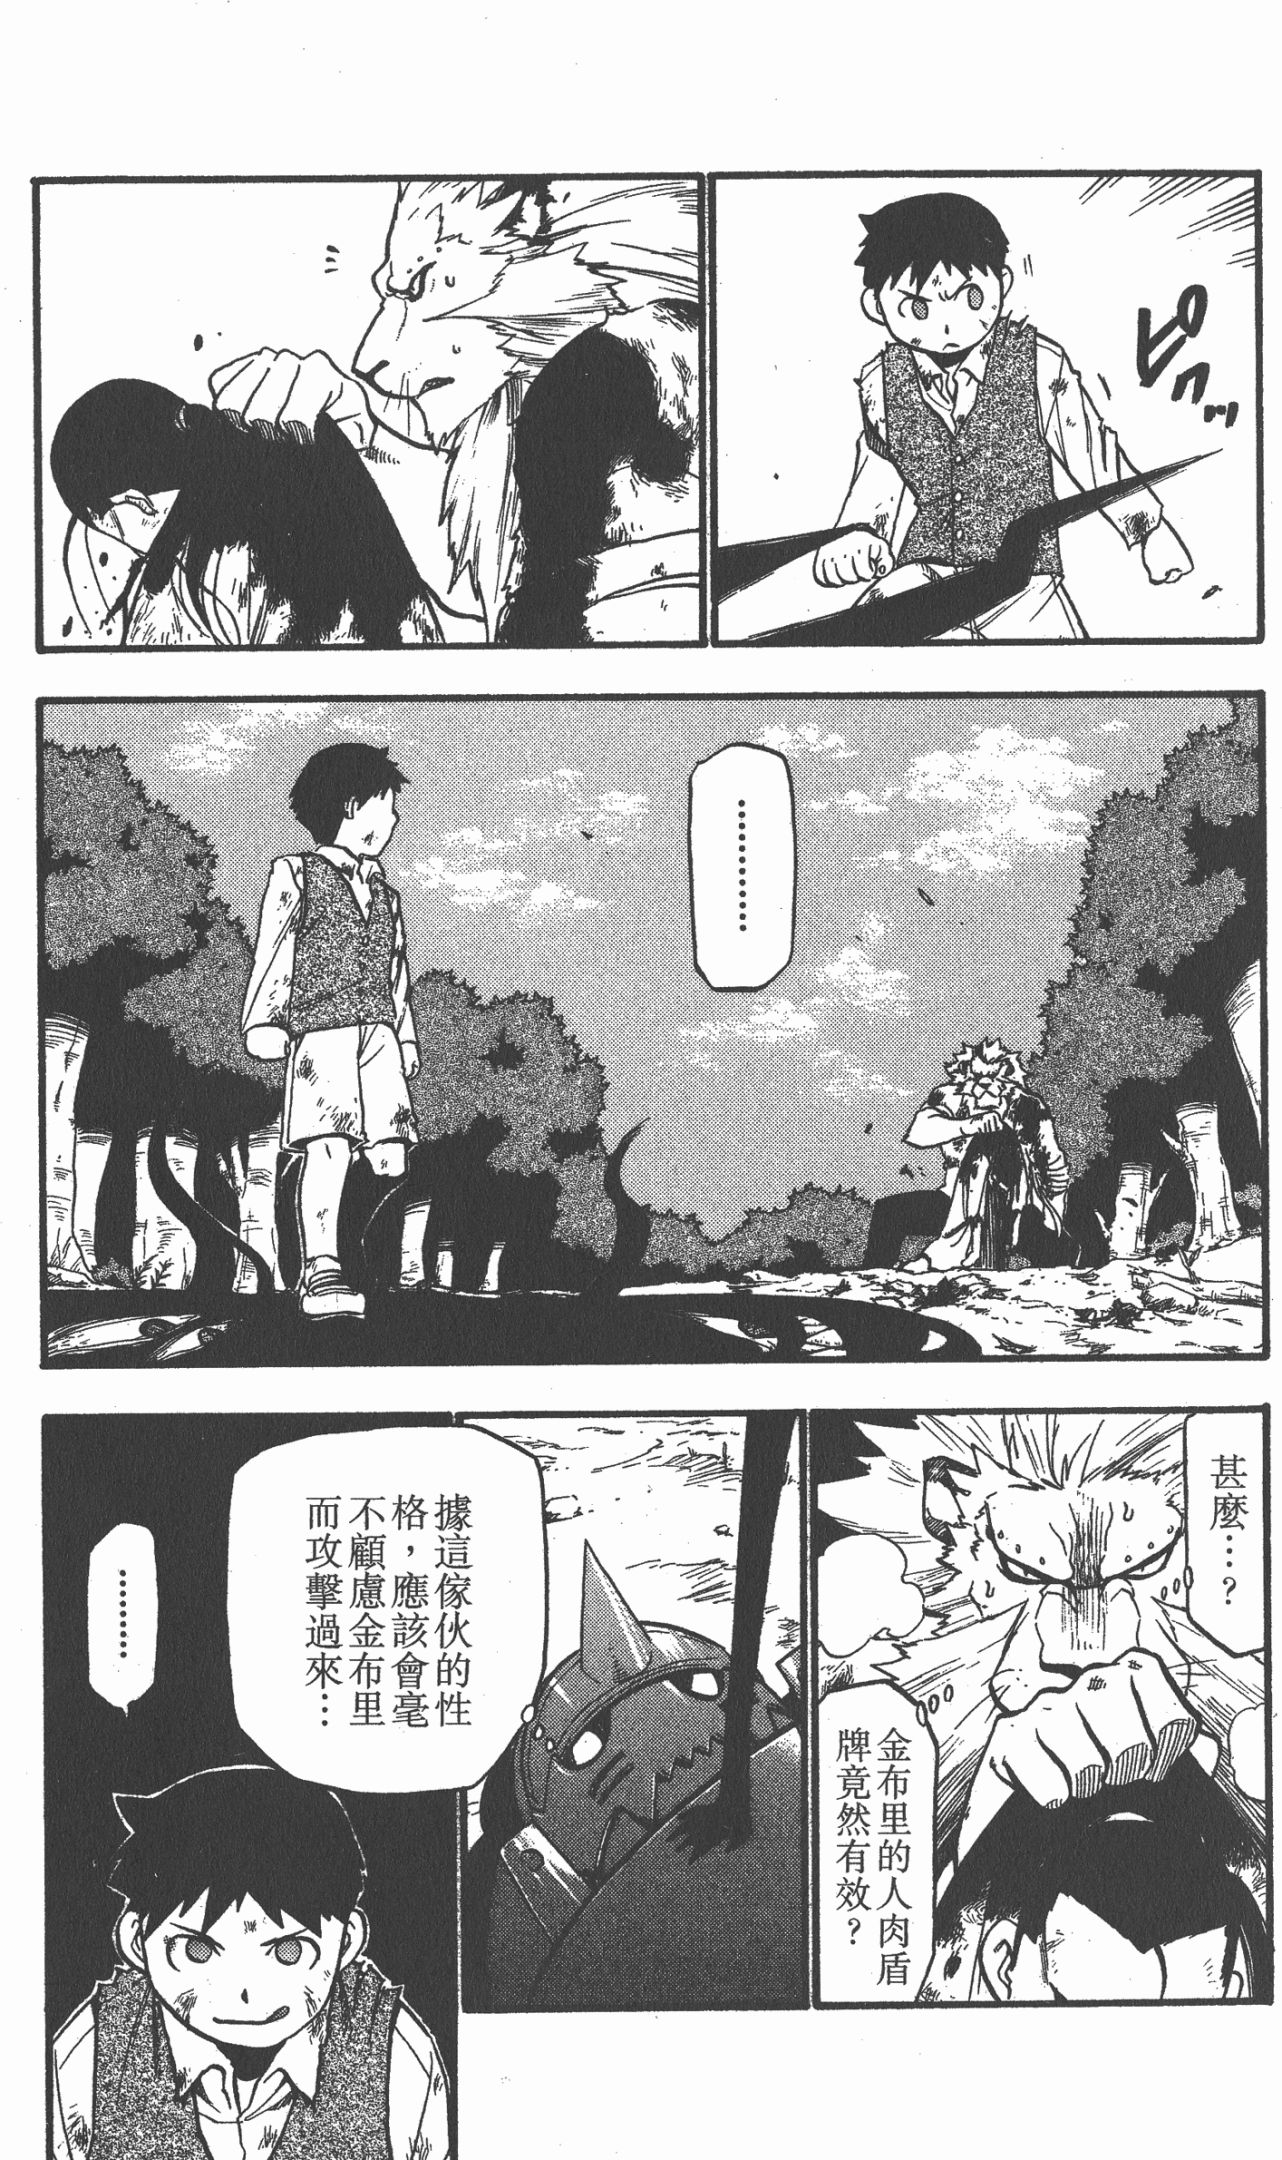 ピクッ
………
甚麼…？
金布里的人肉盾
牌竟然有效？
據這傢伙的性
格，應該會毫
不顧慮金布里
而攻擊過來…
………